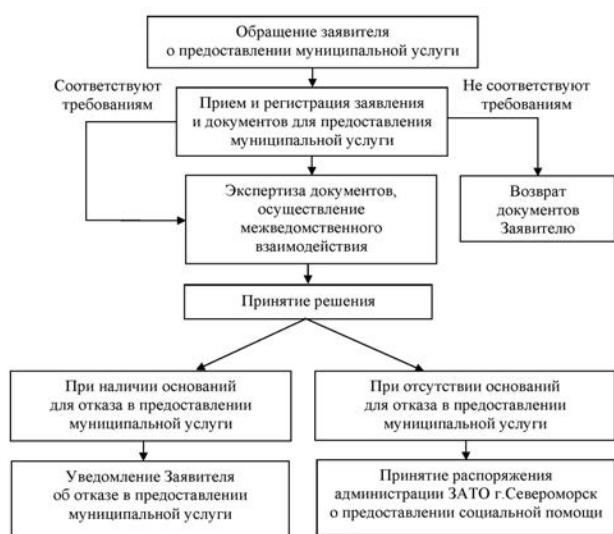 Обращение заявителя
о предоставлении муниципальной услуги
Соответствуют
требованиям
Не соответствуют
требованиям
Прием и регистрация заявления
и документов для предоставления
муниципальной услуги
Экспертиза документов,
осуществление
межведомственного
взаимодействия
Возврат
документов
Заявителю
Принятие решения
При наличии оснований
для отказа в предоставлении
муниципальной услуги
При отсутствии оснований
для отказа в предоставлении
муниципальной услуги
Уведомление Заявителя
об отказе в предоставлении
муниципальной услуги
Принятие распоряжения
администрации ЗАТО г.Североморск
о предоставлении социальной помощи